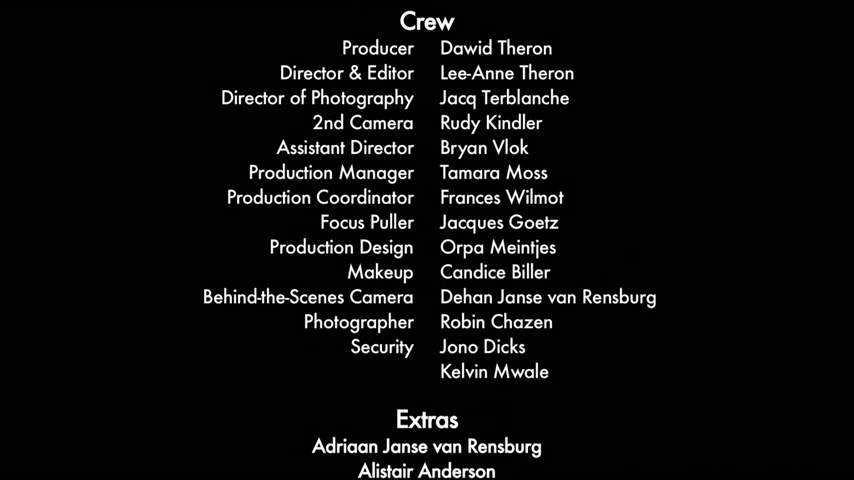 Crew
Producer Dawid Theron
Director & Editor Lee-Anne Theron
Director of Photography Jacq Terblanche
2nd Camera Rudy Kindler
Assistant Director Bryan Vlok
Production Manager Tamara Moss
Production Coordinator Frances Wilmot
Focus Puller Jacques Goetz
Production Design Orpa Meintjes
Makeup Candice Biller
Behind-the-Scenes Camera Dehan Janse van Rensburg
Photographer Robin Chazen
Security Jono Dicks
Kelvin Mwale
Extras
Adriaan Janse van Rensburg
Alistair Anderson